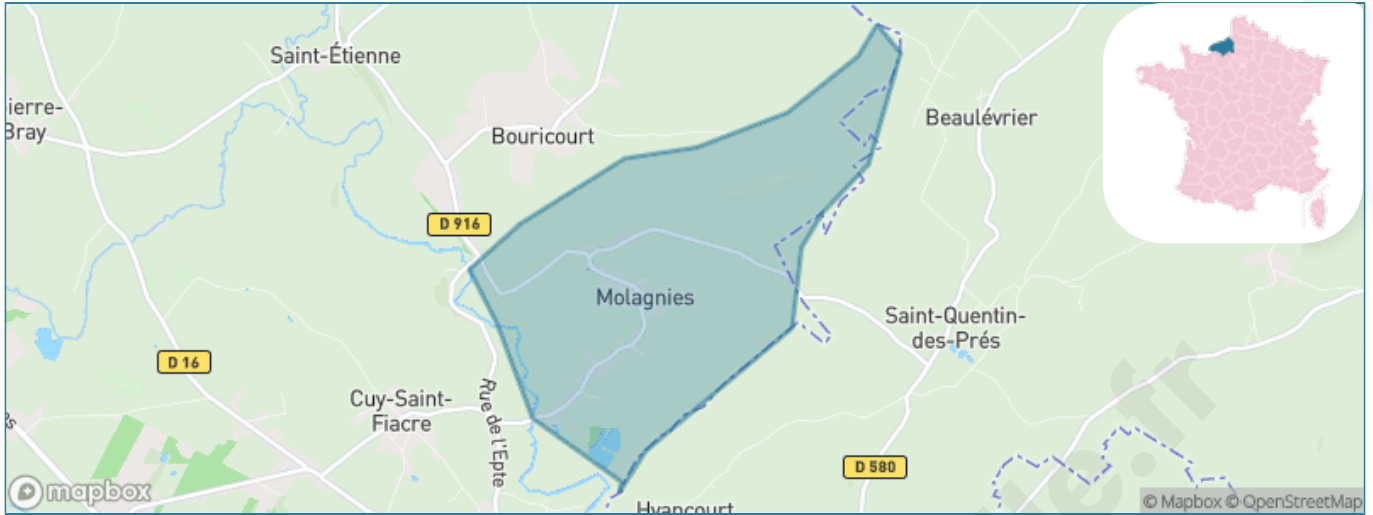 Saint-Étienne
ierre-
Bray
Bouricourt
Beaulévrier
D 916
Molagnies
Saint-Quentin-
des-Prés
D 16
Cuy-Saint-
Fiacre
Rue de l'Epte
D 580
Hyancourt
mapbox
© Mapbox © OpenStreetMap